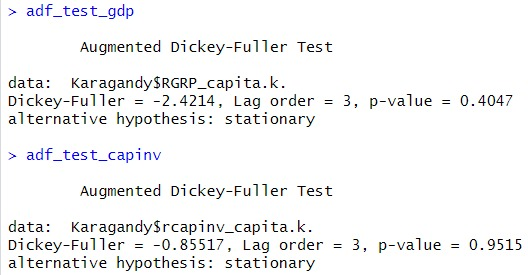 > adf_test_gdp
Augmented Dickey-Fuller Test
data:  Karagandy$RGRP_capita.k.
Dickey-Fuller = -2.4214, Lag order = 3, p-value = 0.4047
alternative hypothesis: stationary
> adf_test_capinv
Augmented Dickey-Fuller Test
data:  Karagandy$rcapinv_capita.k.
Dickey-Fuller = -0.85517, Lag order = 3, p-value = 0.9515
alternative hypothesis: stationary